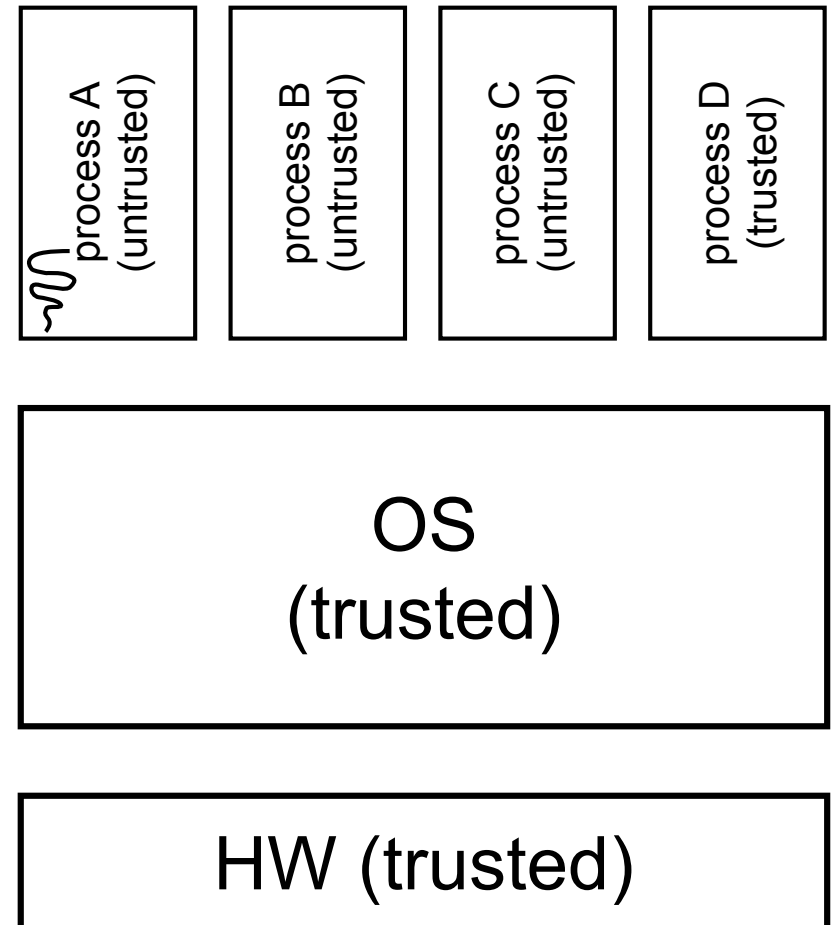 process A
(untrusted)
process B
(untrusted)
process C
(untrusted)
process D
(trusted)
OS
(trusted)
HW (trusted)